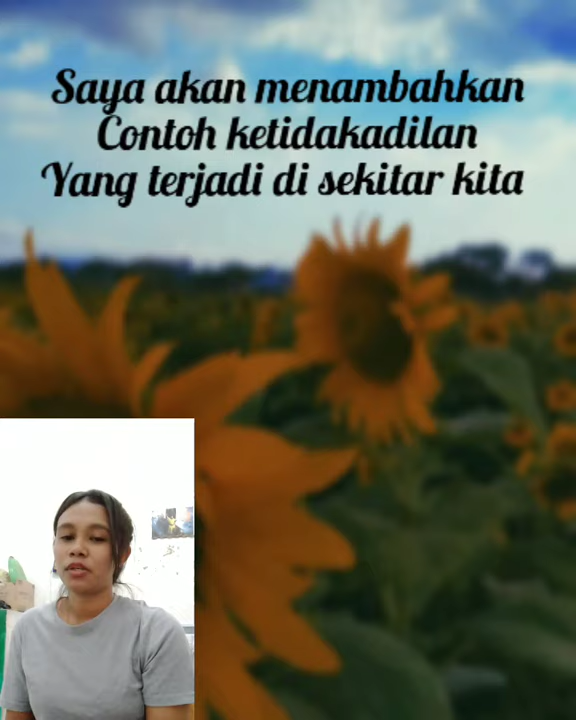 Saya akan menambahkan
Contoh ketidakadilan
Yang terjadi di sekitar kita